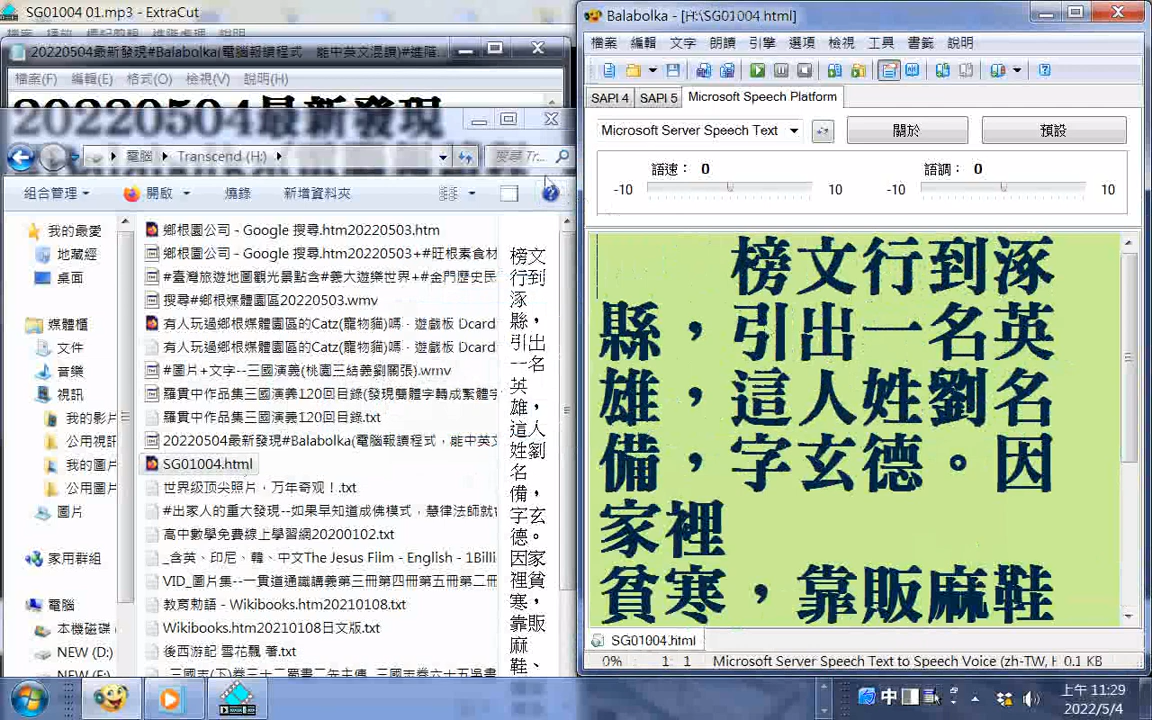 SG01004 01.mp3 - ExtraCut
20220504最新發現#Balabolka(電腦報讀程式 能中英文混讀)#進階
檔案(F) 編輯(E) 格式(O) 檢視(V) 說明(H)
20220504最新發現
電腦 Transcend (H:) 搜尋 Tr...
組合管理 開啟 燒錄 新增資料夾
我的最愛
地藏經
桌面
媒體櫃
文件
音樂
視訊
我的影片
公用視訊
我的圖片
公用圖片
圖片
家用群組
電腦
本機磁碟
NEW (D:)
NEW (E:)
鄉根園公司 - Google 搜尋.htm20220503.htm
鄉根園公司 - Google 搜尋.htm20220503+#旺根素食材
#臺灣旅遊地圖觀光景點含#義大遊樂世界+#金門歷史民
搜尋#鄉根媒體園區20220503.wmv
有人玩過鄉根媒體園區的Catz(寵物貓)嗎 - 遊戲板 Dcard
有人玩過鄉根媒體園區的Catz(寵物貓)嗎 - 遊戲板 Dcard
#圖片+文字--三國演義(桃園三結義劉關張).wmv
羅貫中作品集三國演義120回目錄(發現簡體字轉成繁體字
羅貫中作品集三國演義120回目錄.txt
20220504最新發現#Balabolka(電腦報讀程式，能中英文
SG01004.html
世界级顶尖照片，万年奇观！.txt
#出家人的重大發現--如果早知道成佛模式，慧律法師就
高中數學免費線上學習網20200102.txt
_含英、印尼、韓、中文The Jesus Film - English - 1Billi
VID_圖片集--一貫道通識講義第三冊第四冊第五冊第二冊
教育勅語 - Wikibooks.htm20210108.txt
Wikibooks.htm20210108日文版.txt
後西游記 雪花飄 著.txt
榜文
行到
涿
縣，
引出
一名
英
雄，
這人
姓劉
名
備，
字玄
德。
因家
裡貧
寒，
靠販
麻
鞋、
Balabolka - [H:\SG01004 html]
檔案 編輯 文字 朗讀 引擎 選項 檢視 工具 書籤 說明
SAPI 4 SAPI 5 Microsoft Speech Platform
Microsoft Server Speech Text 關於 預設
語速： 0 語調： 0
-10 10 -10 10
榜文行到涿
縣，引出一名英
雄，這人姓劉名
備，字玄德。因
家裡
貧寒，靠販麻鞋
SG01004.html
0% 1: 1 Microsoft Server Speech Text to Speech Voice (zh-TW, H 0.1 KB
中
上午 11:29
2022/5/4